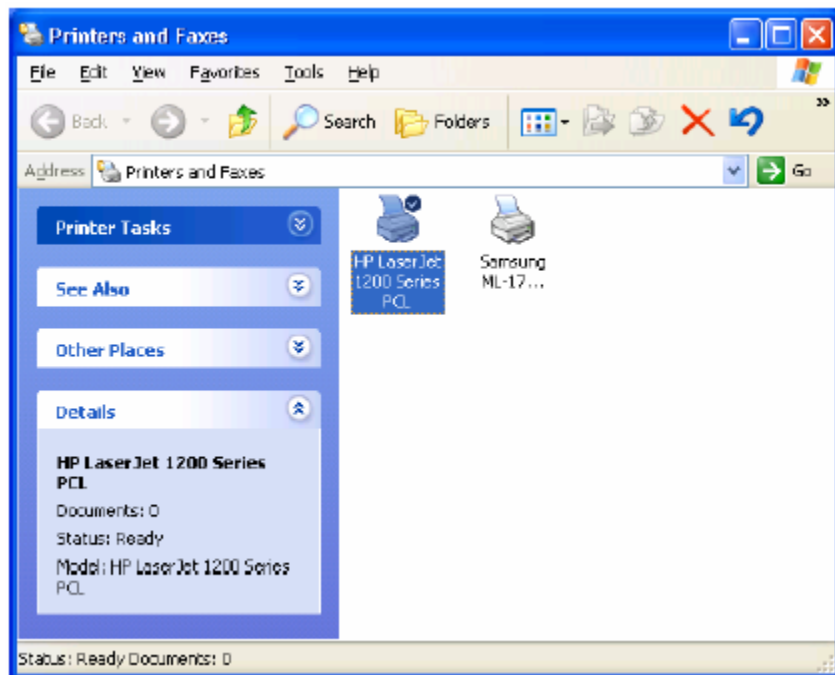 Printers and Faxes
File Edit View Favorites Tools Help
Back Search Folders »
Address Printers and Faxes Go
Printer Tasks
See Also
Other Places
Details
HP LaserJet 1200 Series
PCL
Documents: 0
Status: Ready
Model: HP LaserJet 1200 Series
PCL
HP LaserJet
1200 Series
PCL
Samsung
ML-17...
Status: Ready Documents: 0